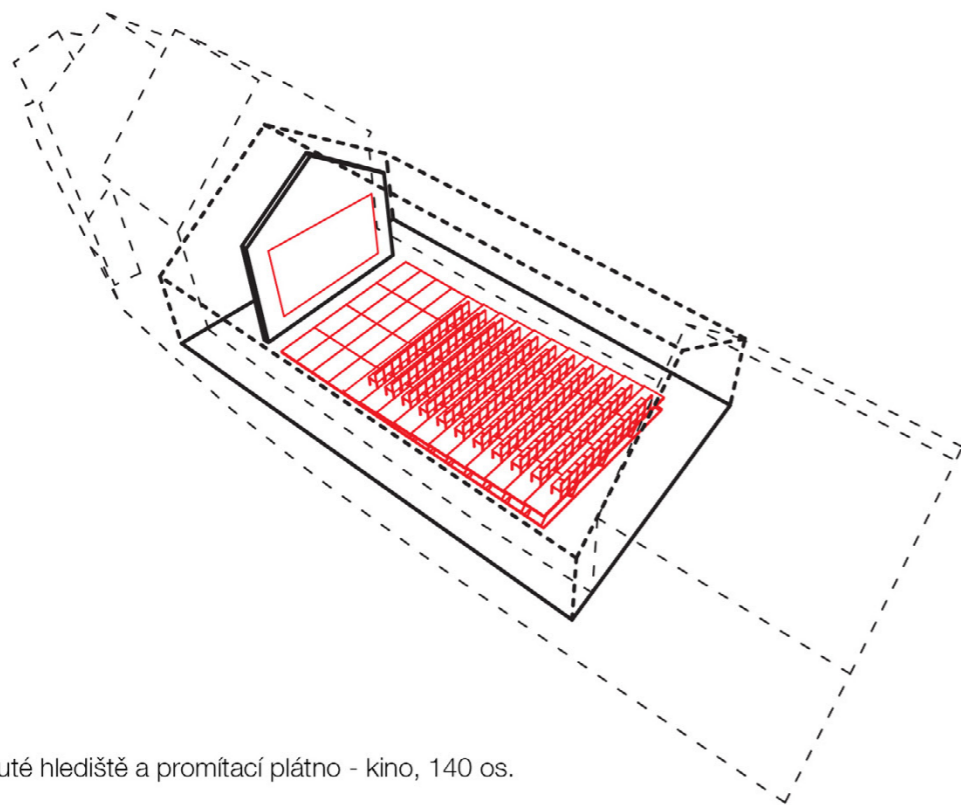 uté hlediště a promítací plátno - kino, 140 os.